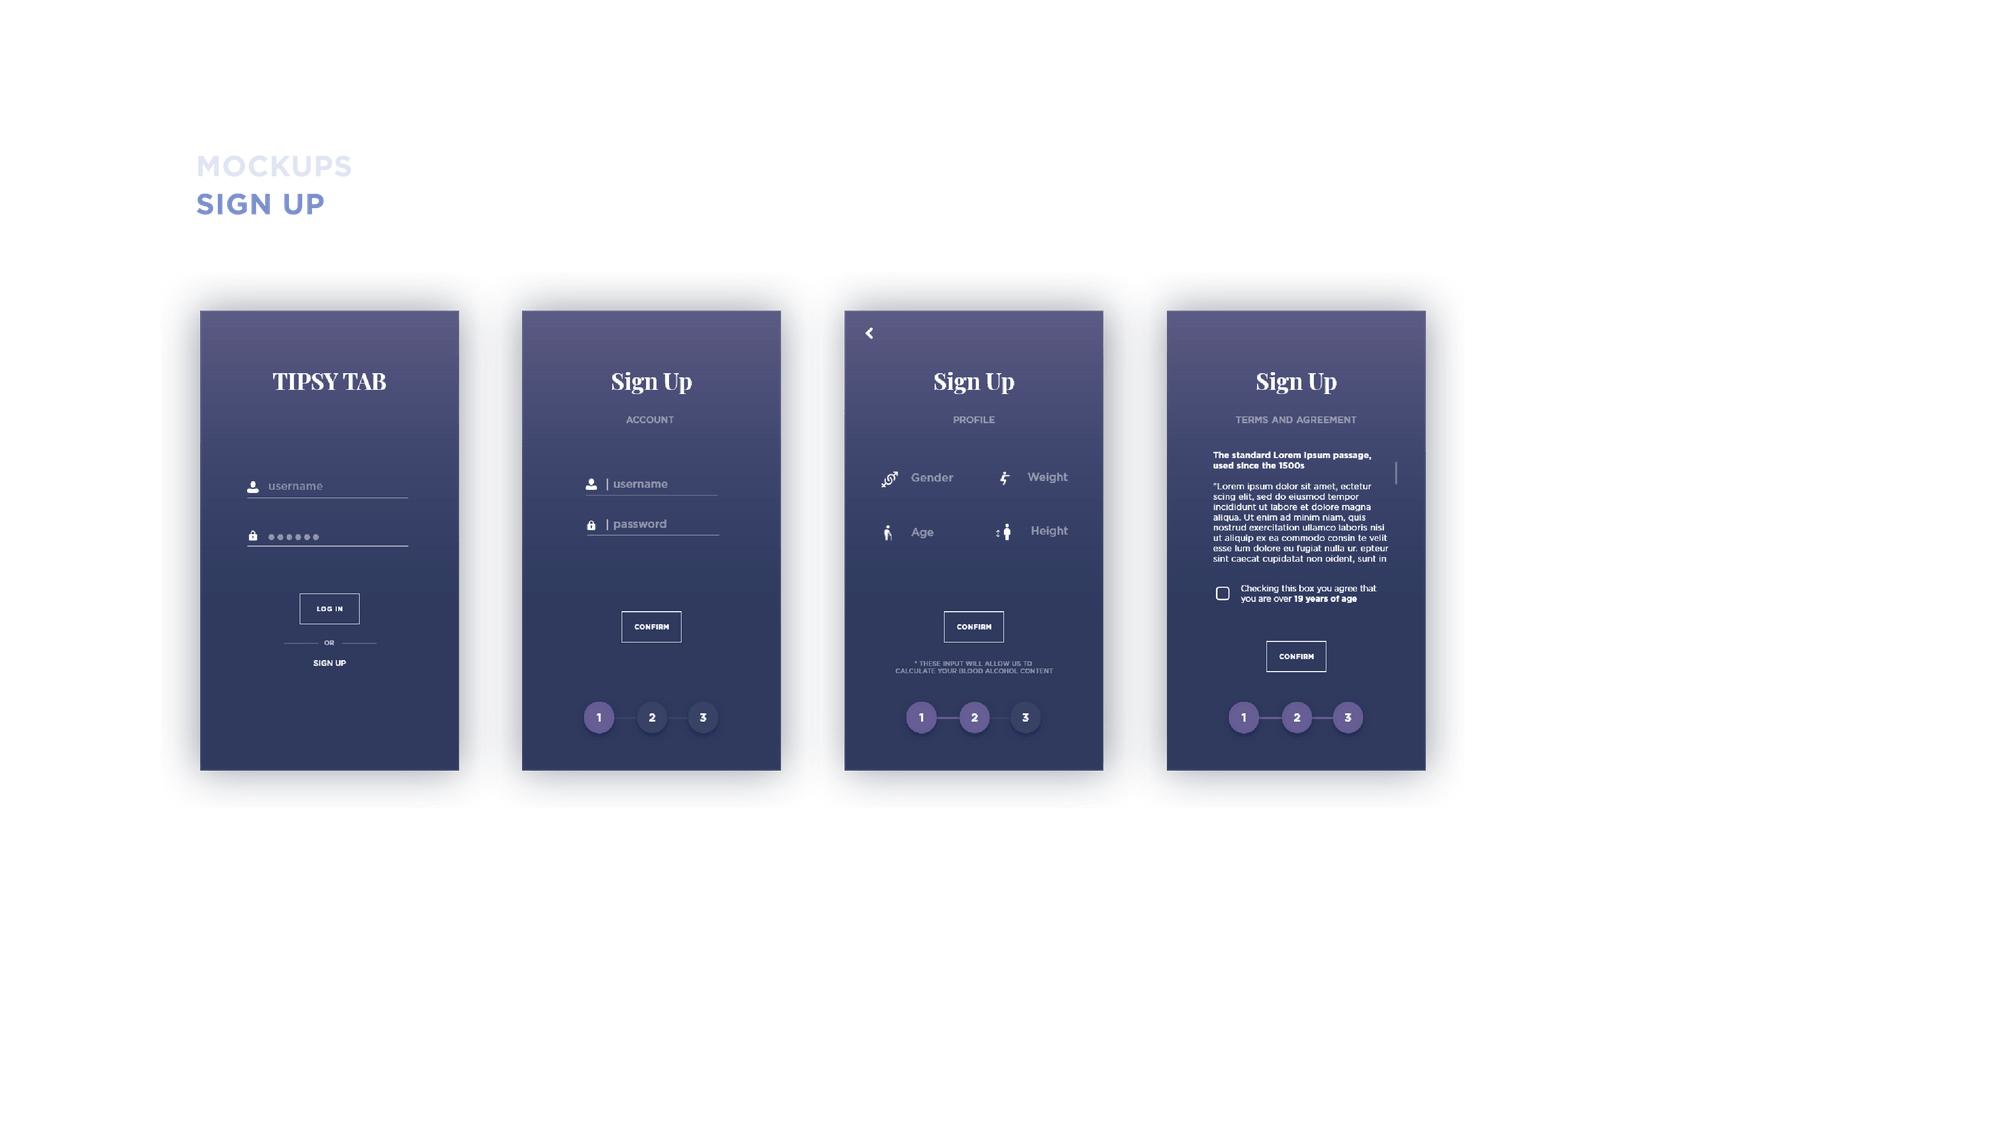 MOCKUPS
SIGN UP
TIPSY TAB
username
LOG IN
OR
SIGN UP
Sign Up
ACCOUNT
username
password
CONFIRM
1 2 3
Sign Up
PROFILE
Gender Weight
Age Height
CONFIRM
* THESE INPUT WILL ALLOW US TO
CALCULATE YOUR BLOOD ALCOHOL CONTENT
1 2 3
Sign Up
TERMS AND AGREEMENT
The standard Lorem Ipsum passage,
used since the 1500s
"Lorem ipsum dolor sit amet, ectetur
scing elit, sed do eiusmod tempor
incididunt ut labore et dolore magna
aliqua. Ut enim ad minim niam, quis
nostrud exercitation ullamco laboris nisi
ut aliquip ex ea commodo consin te velit
esse lum dolore eu fugiat nulla ur. epteur
sint caecat cupidatat non oident, sunt in
Checking this box you agree that
you are over 19 years of age
CONFIRM
1 2 3